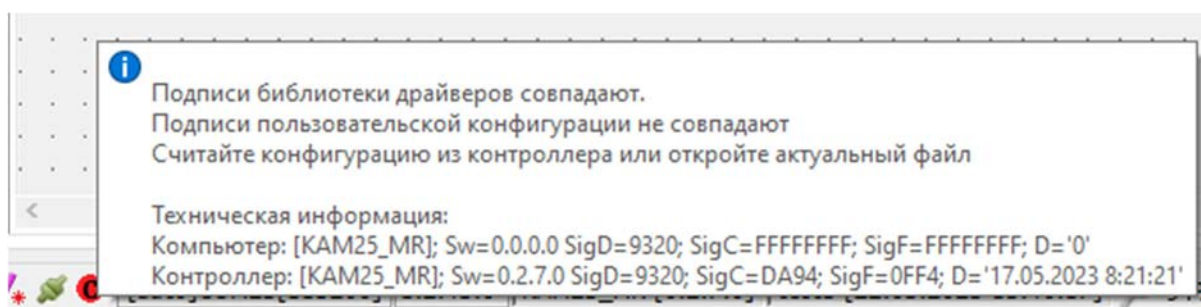 Подписи библиотеки драйверов совпадают.
Подписи пользовательской конфигурации не совпадают
Считайте конфигурацию из контроллера или откройте актуальный файл
Техническая информация:
Компьютер: [KAM25_MR]; Sw=0.0.0.0 SigD=9320; SigC=FFFFFFFF; SigF=FFFFFFFF; D='0'
Контроллер: [KAM25_MR]; Sw=0.2.7.0 SigD=9320; SigC=DA94; SigF=0FF4; D='17.05.2023 8:21:21'